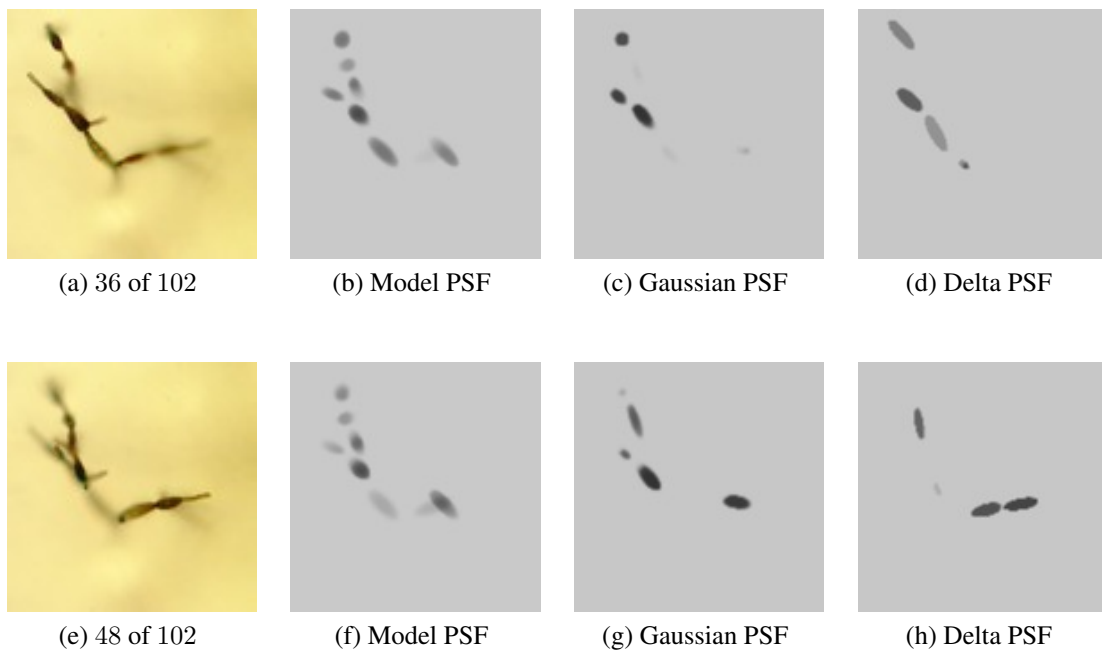 (a) 36 of 102
(b) Model PSF
(c) Gaussian PSF
(d) Delta PSF
(e) 48 of 102
(f) Model PSF
(g) Gaussian PSF
(h) Delta PSF